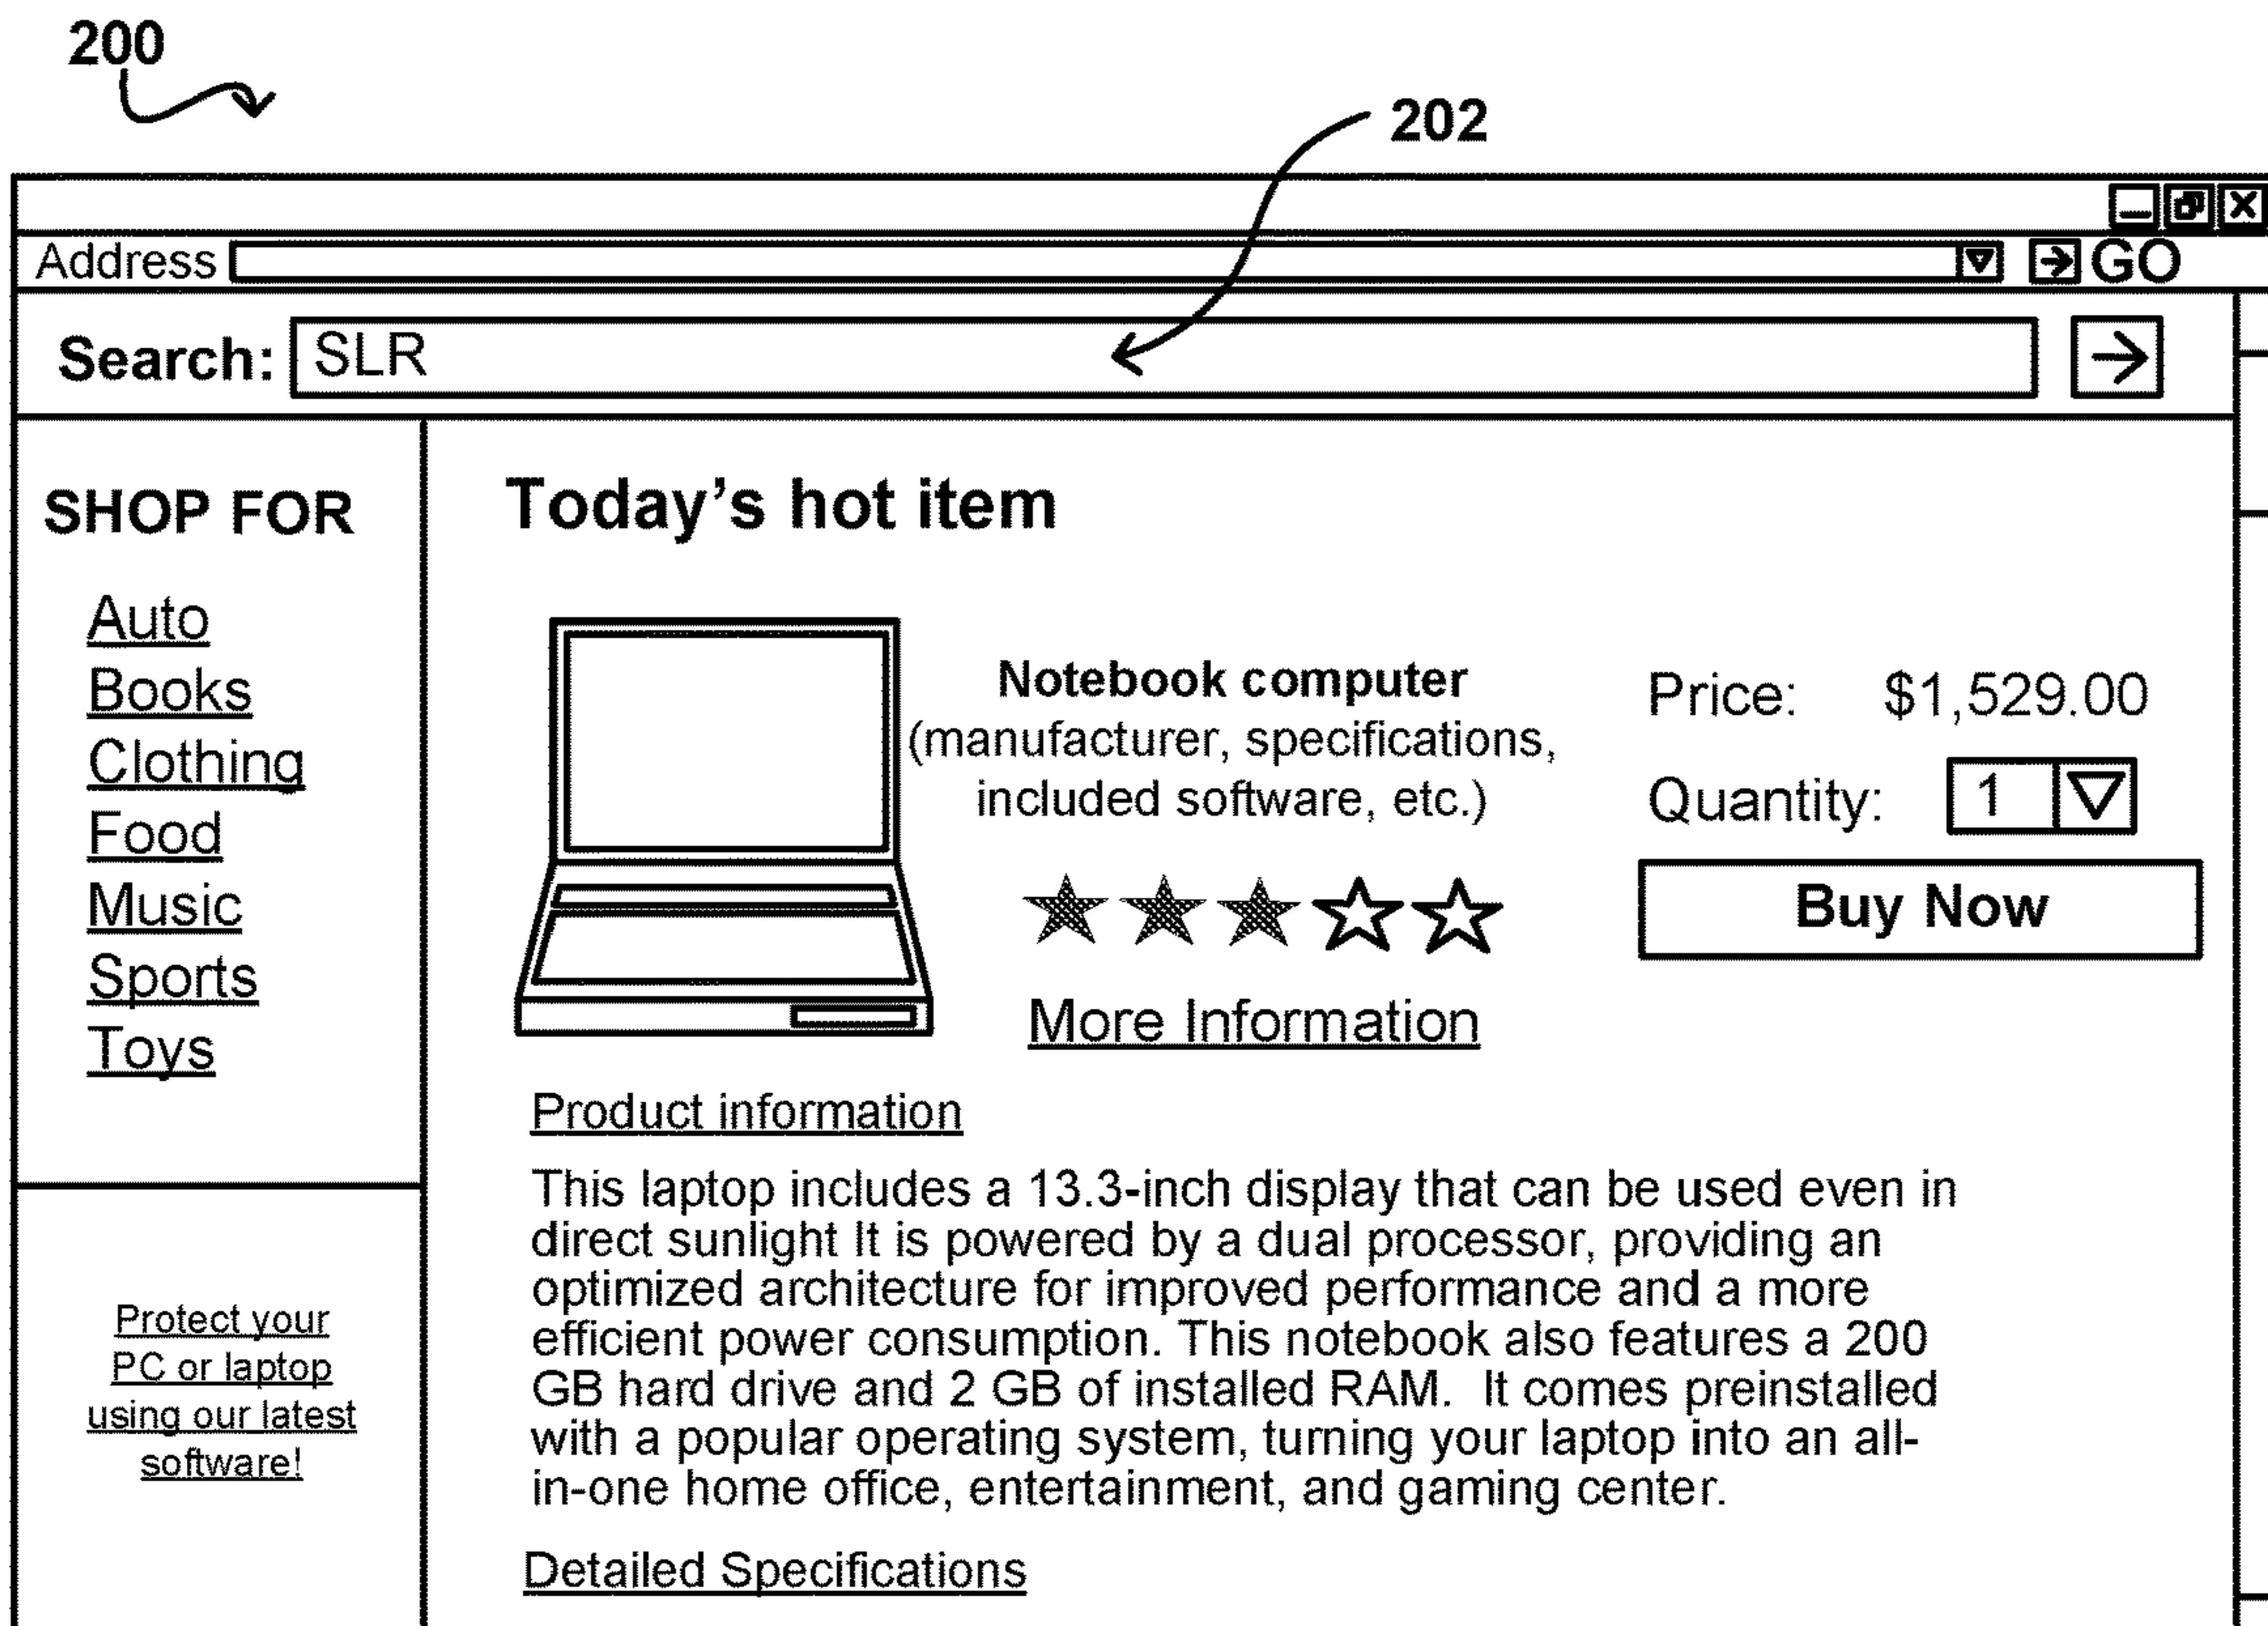 200
202
Address GO
Search: SLR
SHOP FOR
Auto
Books
Clothing
Food
Music
Sports
Toys
Protect your
PC or laptop
using our latest
software!
Today's hot item
Notebook computer
(manufacturer, specifications,
included software, etc.)
More Information
Price: $1,529.00
Quantity: 1
Buy Now
Product information
This laptop includes a 13.3-inch display that can be used even in
direct sunlight It is powered by a dual processor, providing an
optimized architecture for improved performance and a more
efficient power consumption. This notebook also features a 200
GB hard drive and 2 GB of installed RAM.  It comes preinstalled
with a popular operating system, turning your laptop into an all-
in-one home office, entertainment, and gaming center.
Detailed Specifications